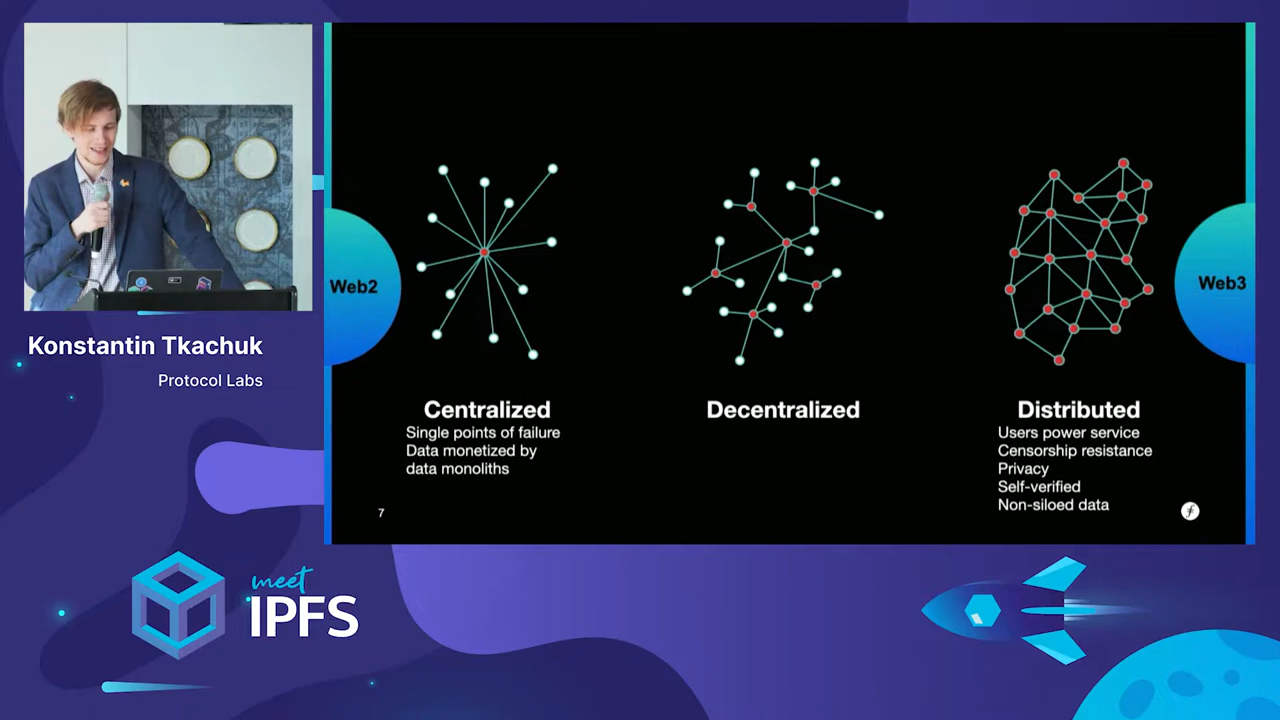 Web2
Web3
Centralized
Single points of failure
Data monetized by
data monoliths
Decentralized
Distributed
Users power service
Censorship resistance
Privacy
Self-verified
Non-siloed data
7
Konstantin Tkachuk
Protocol Labs
meet
IPFS